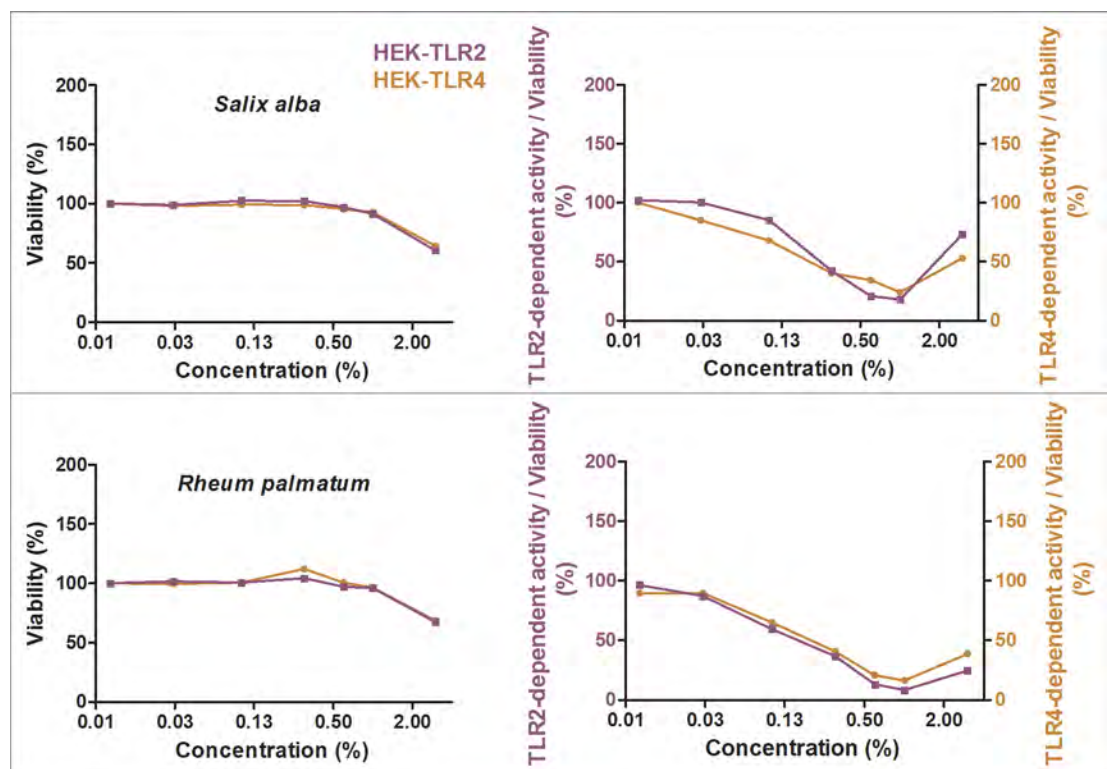 HEK-TLR2
HEK-TLR4
Salix alba
Viability (%)
200
150
100
50
0
0.01 0.03 0.13 0.50 2.00
Concentration (%)
TLR2-dependent activity / Viability
(%)
200
150
100
50
0
0.01 0.03 0.13 0.50 2.00
Concentration (%)
200
150
100
50
0
TLR4-dependent activity / Viability
(%)
Rheum palmatum
Viability (%)
200
150
100
50
0
0.01 0.03 0.13 0.50 2.00
Concentration (%)
TLR2-dependent activity / Viability
(%)
200
150
100
50
0
0.01 0.03 0.13 0.50 2.00
Concentration (%)
200
150
100
50
0
TLR4-dependent activity / Viability
(%)